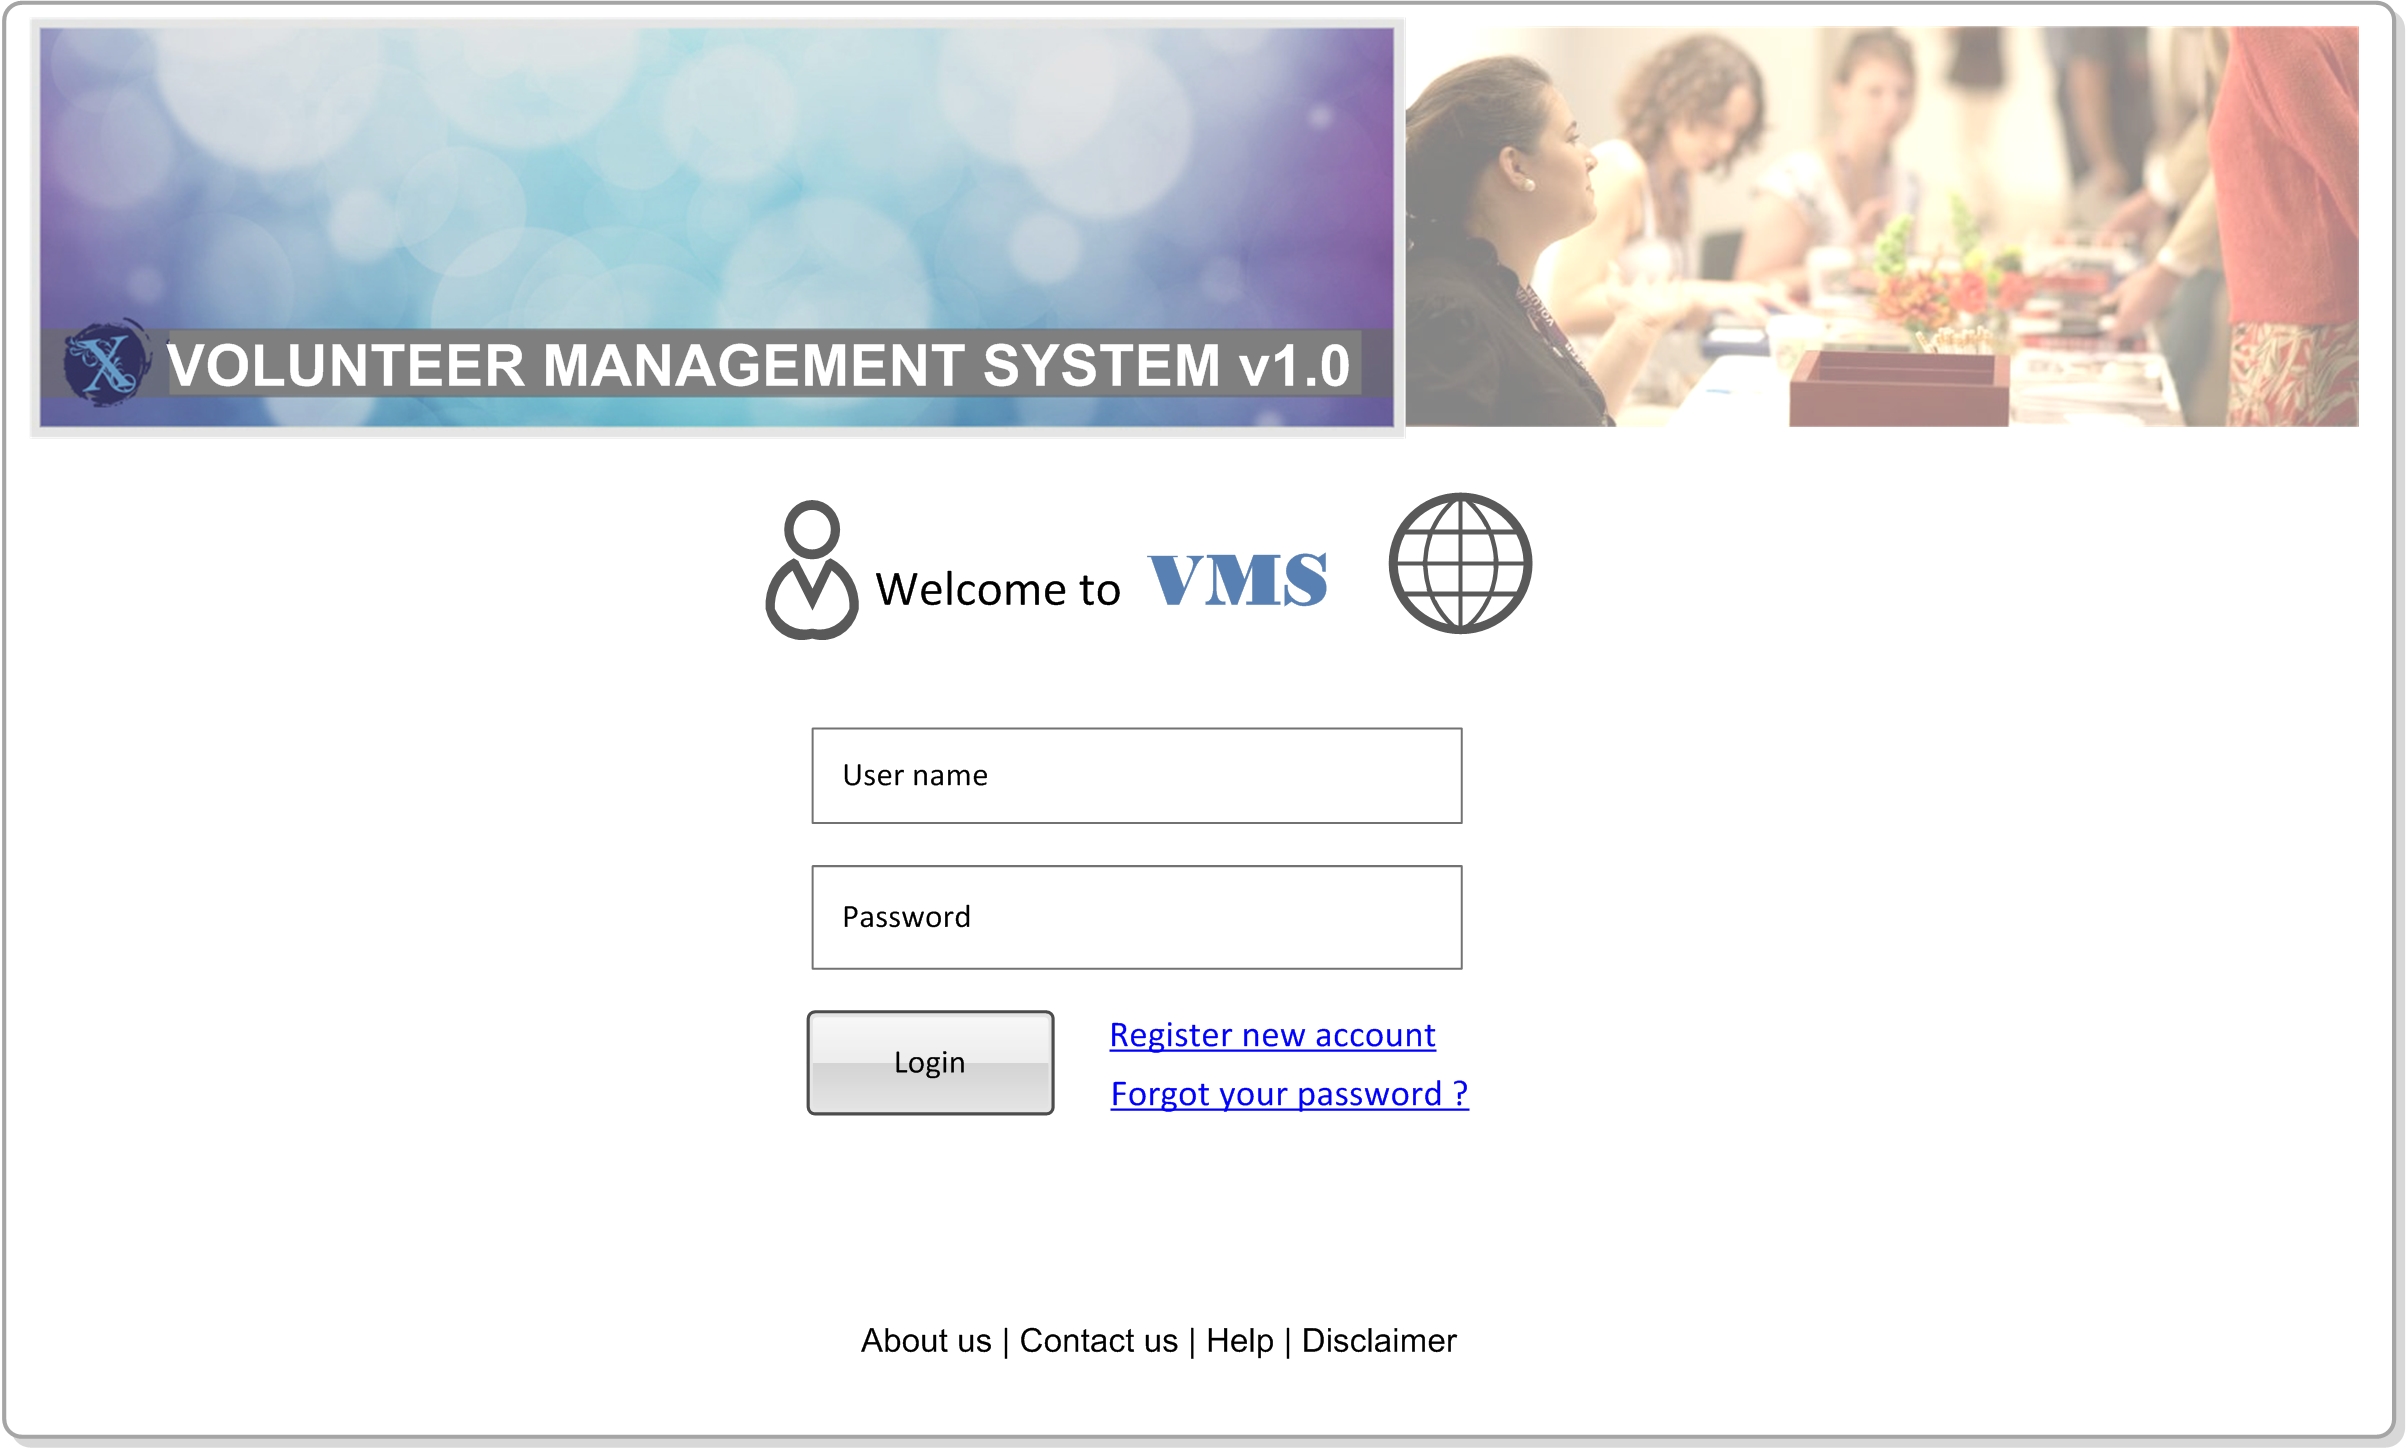 X VOLUNTEER MANAGEMENT SYSTEM v1.0
Welcome to VMS
User name
Password
Login
Register new account
Forgot your password ?
About us | Contact us | Help | Disclaimer